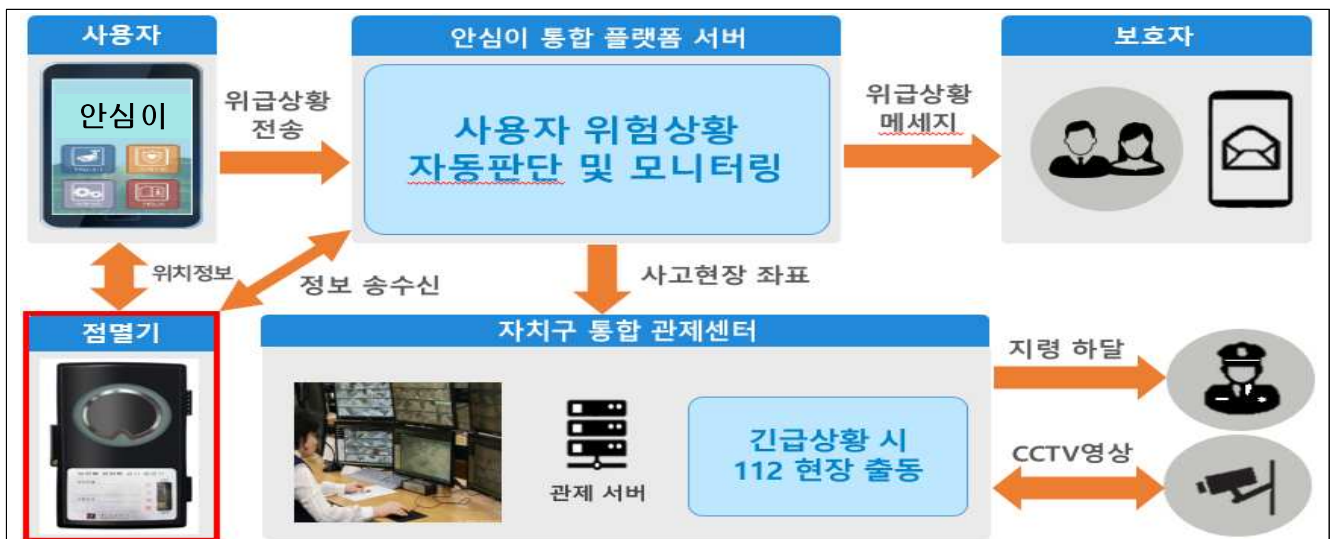 사용자
안심이 통합 플랫폼 서버
보호자
안심이
위급상황
전송
사용자 위험상황
자동판단 및 모니터링
위급상황
메세지
위치정보
정보 송수신
사고현장 좌표
점멸기
자치구 통합 관제센터
관제 서버
긴급상황 시
112 현장 출동
지령 하달
CCTV영상